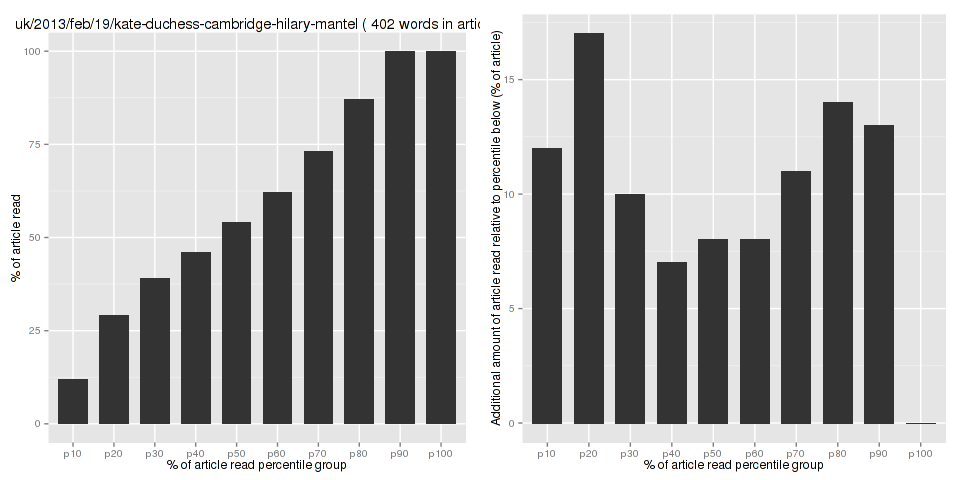 uk/2013/feb/19/kate-duchess-cambridge-hilary-mantel ( 402 words in artic
% of article read
100
75
50
25
0
p10 p20 p30 p40 p50 p60 p70 p80 p90 p100
% of article read percentile group
Additional amount of article read relative to percentile below (% of article)
15
10
5
0
p10 p20 p30 p40 p50 p60 p70 p80 p90 p100
% of article read percentile group